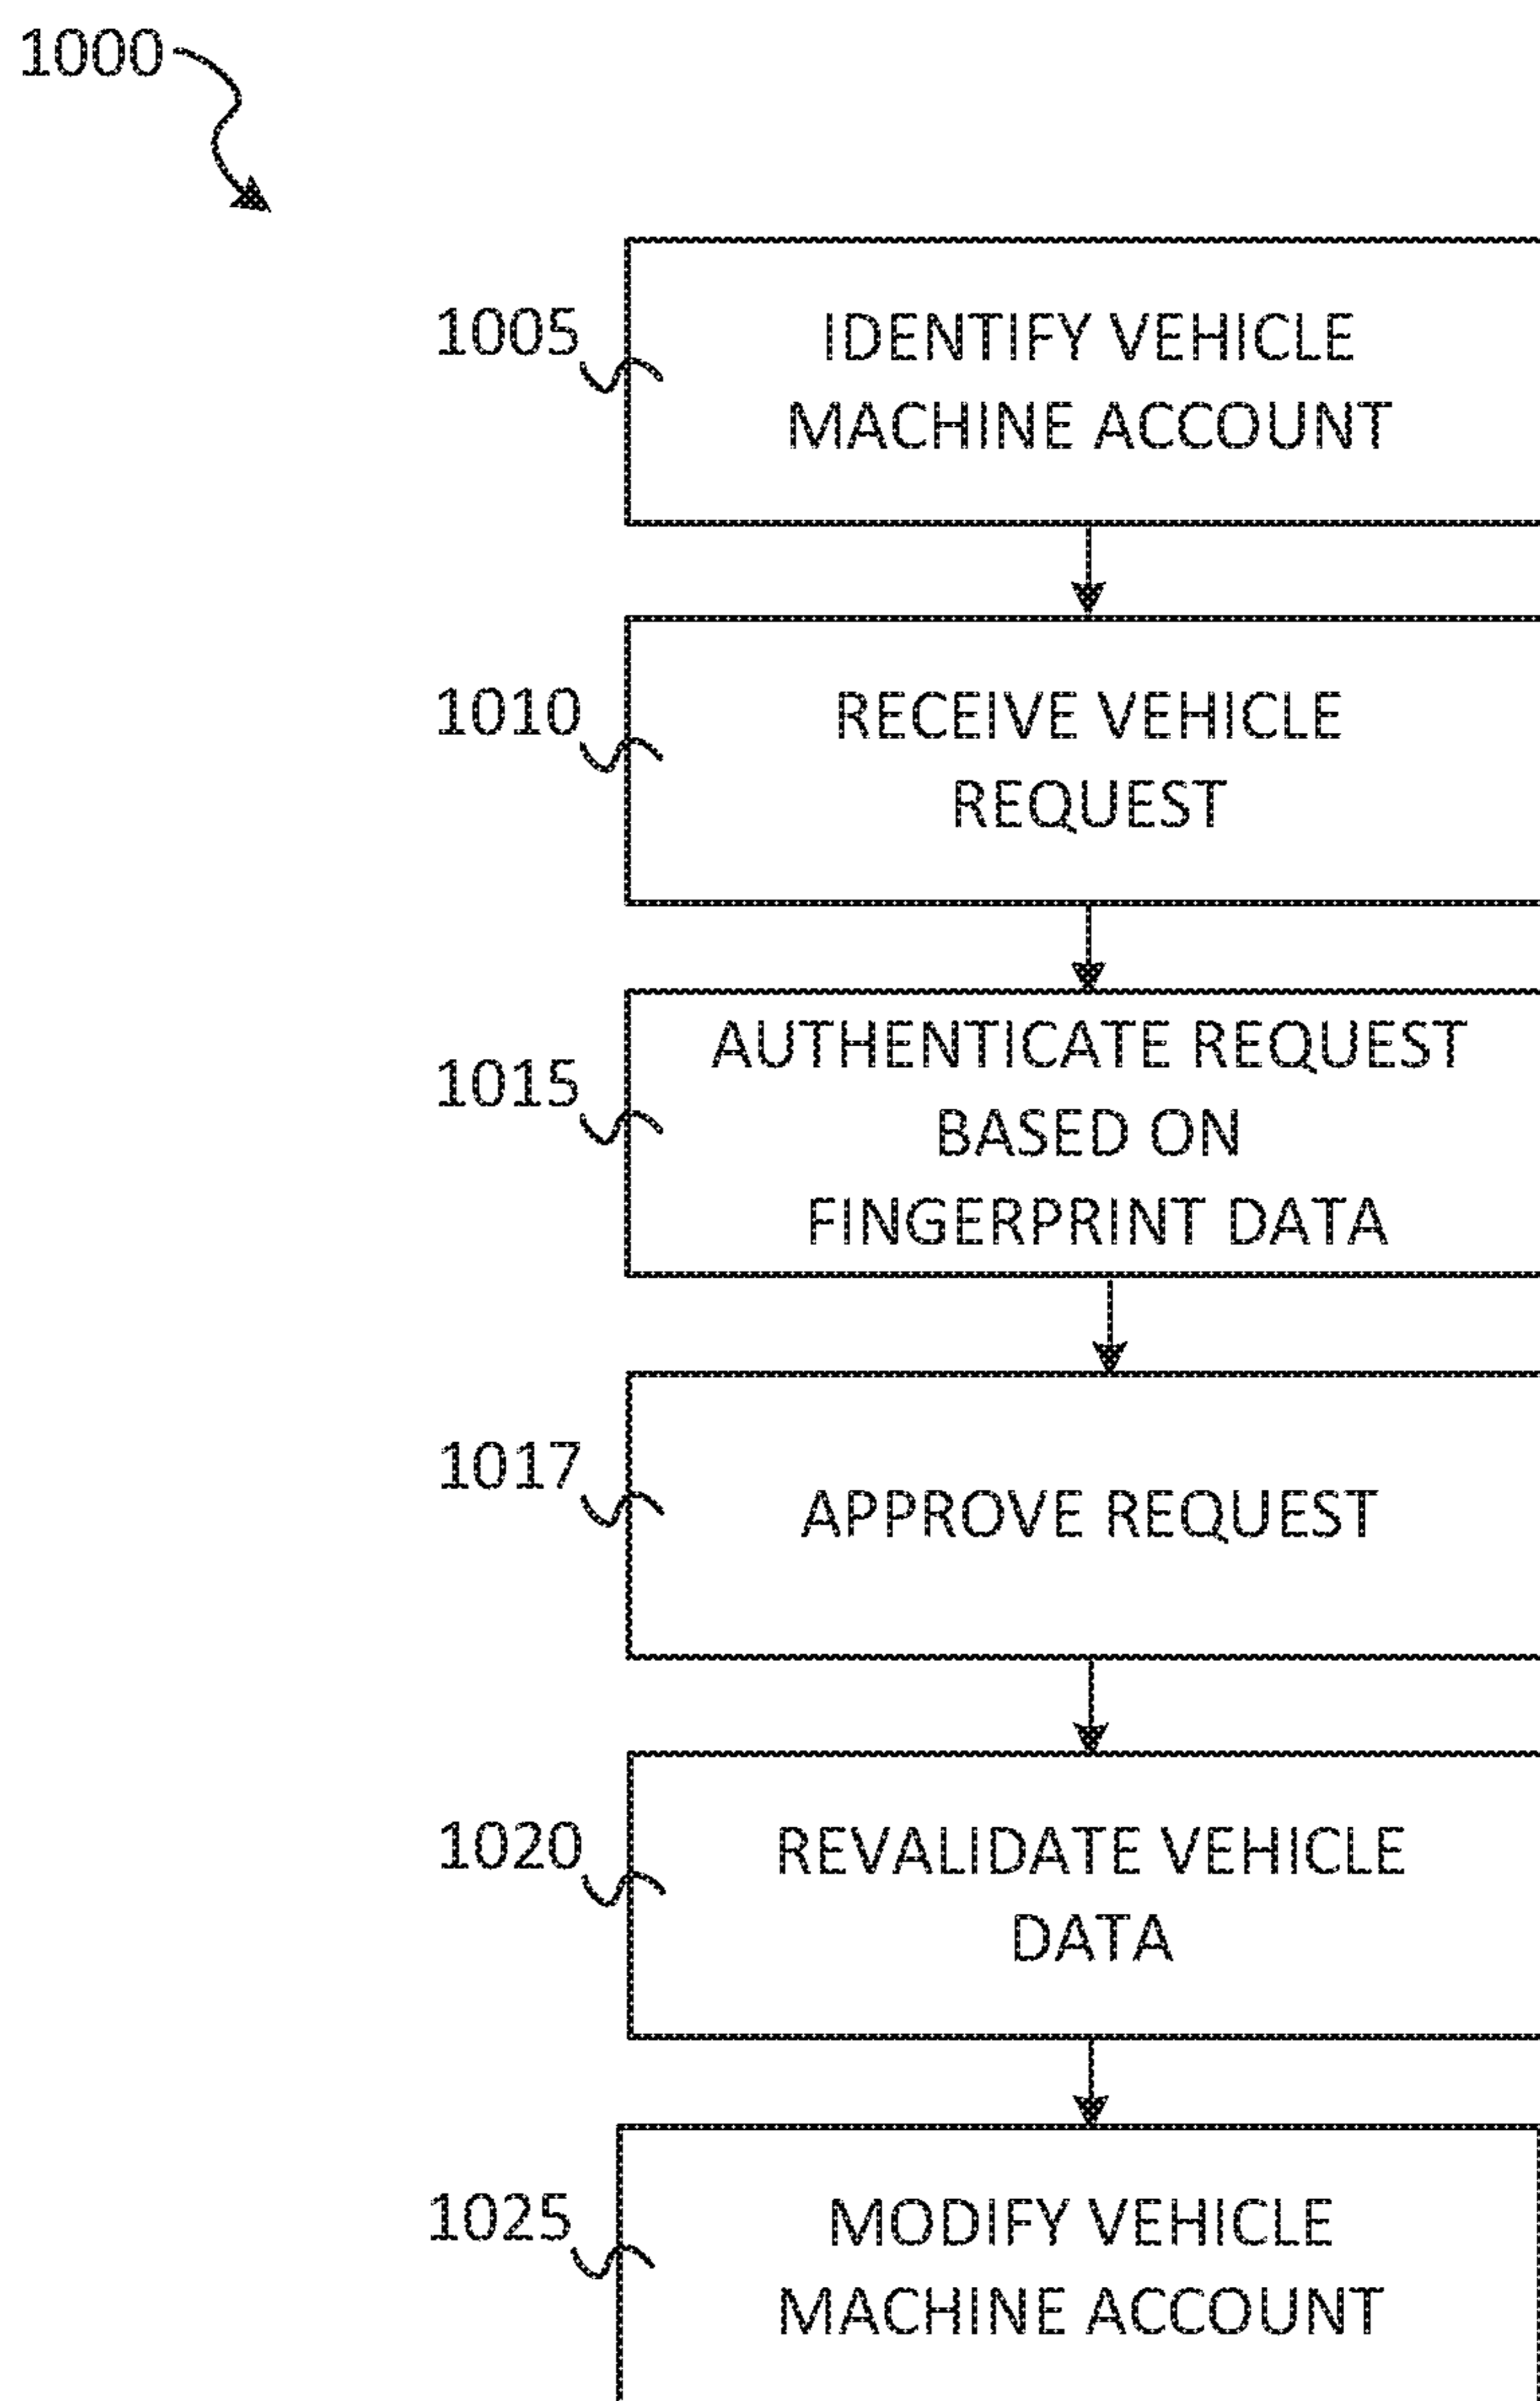 1000
1005
IDENTIFY VEHICLE
MACHINE ACCOUNT
1010
RECEIVE VEHICLE
REQUEST
1015
AUTHENTICATE REQUEST
BASED ON
FINGERPRINT DATA
1017
APPROVE REQUEST
1020
REVALIDATE VEHICLE
DATA
1025
MODIFY VEHICLE
MACHINE ACCOUNT